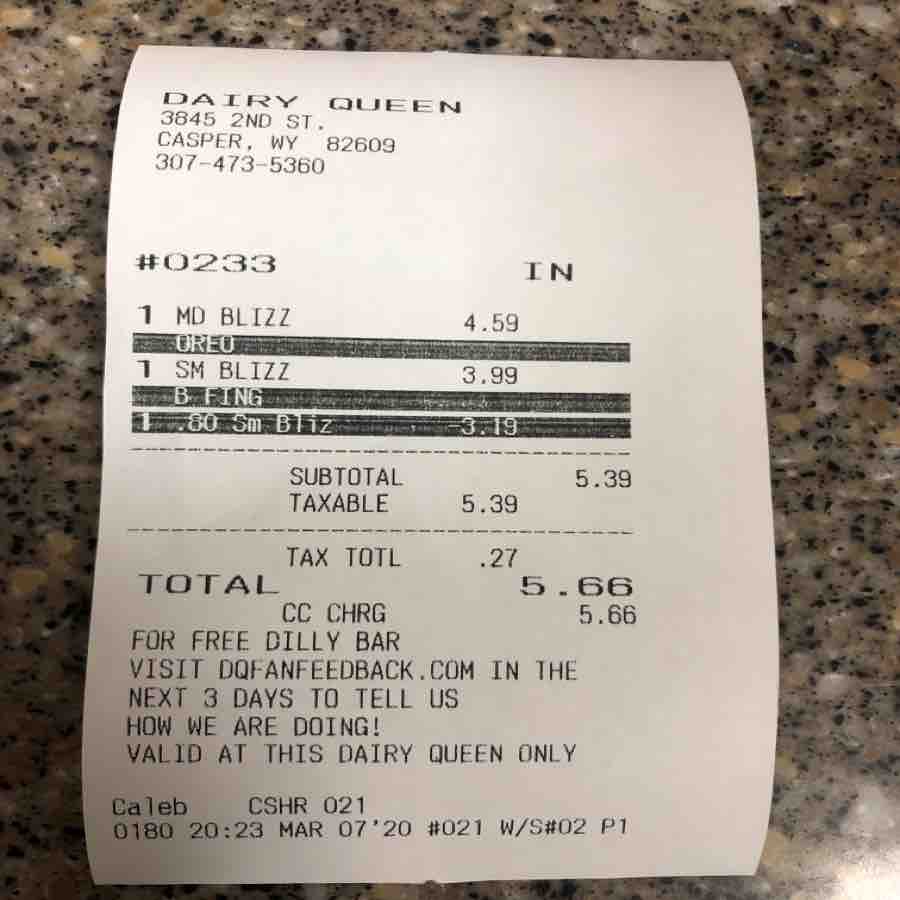 DAIRY QUEEN
3845 2ND ST.
CASPER, WY 82609
307-473-5360
#0233 IN
1 MD BLIZZ 4.59
OREO
1 SM BLIZZ 3.99
B FING
1 .80 Sm Bliz -3.19
SUBTOTAL 5.39
TAXABLE 5.39
TAX TOTL .27
TOTAL 5.66
CC CHRG 5.66
FOR FREE DILLY BAR
VISIT DQFANFEEDBACK.COM IN THE
NEXT 3 DAYS TO TELL US
HOW WE ARE DOING!
VALID AT THIS DAIRY QUEEN ONLY
Caleb CSHR 021
0180 20:23 MAR 07'20 #021 W/S#02 P1